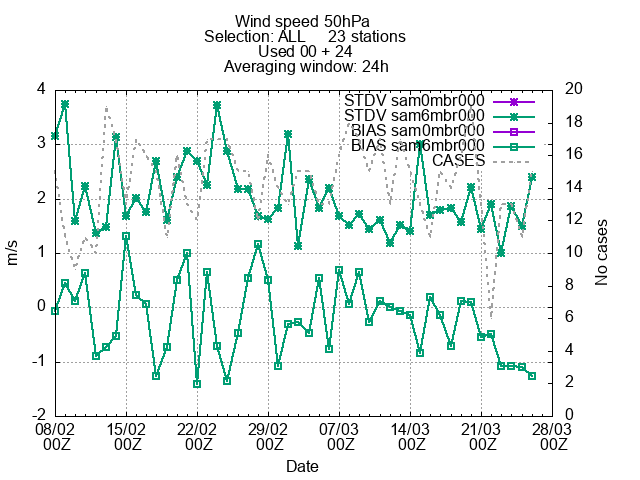 Wind speed 50hPa
Selection: ALL 23 stations
Used 00 + 24
Averaging window: 24h
STDV sam0mbr000
STDV sam6mbr000
BIAS sam0mbr000
BIAS sam6mbr000
CASES
m/s
4
3
2
1
0
-1
-2
No cases
20
18
16
14
12
10
8
6
4
2
0
08/02 15/02 22/02 29/02 07/03 14/03 21/03 28/03
00Z 00Z 00Z 00Z 00Z 00Z 00Z 00Z
Date